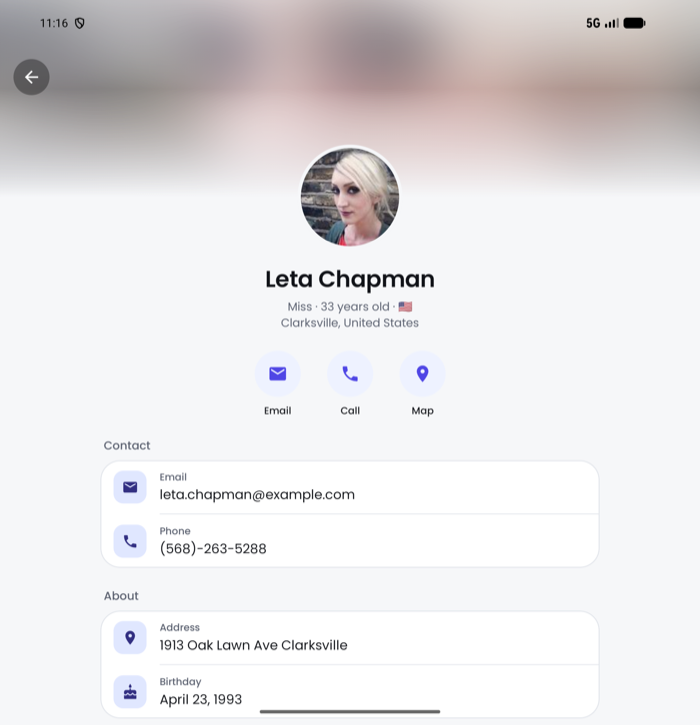 11:16
5G
Leta Chapman
Miss · 33 years old · 🇺🇸
Clarksville, United States
Email
Call
Map
Contact
Email
leta.chapman@example.com
Phone
(568)-263-5288
About
Address
1913 Oak Lawn Ave Clarksville
Birthday
April 23, 1993